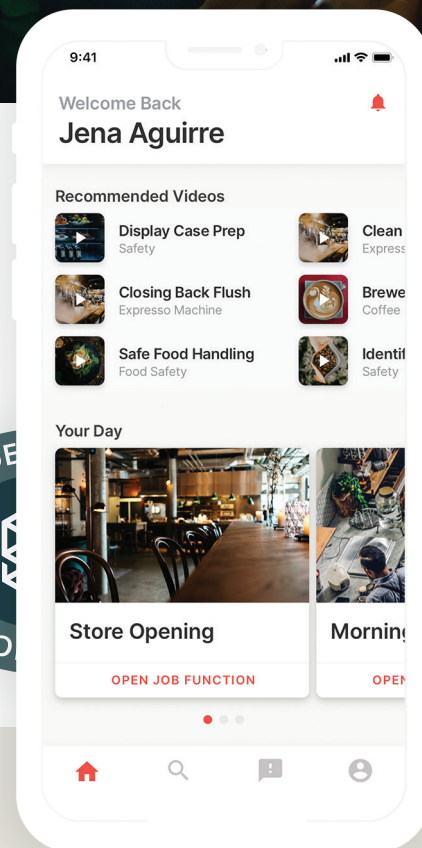 9:41
Welcome Back
Jena Aguirre
Recommended Videos
Display Case Prep
Safety
Clean
Express
Closing Back Flush
Expresso Machine
Brewe
Coffee
Safe Food Handling
Food Safety
Identif
Safety
Your Day
Store Opening
Morning
OPEN JOB FUNCTION
OPEN